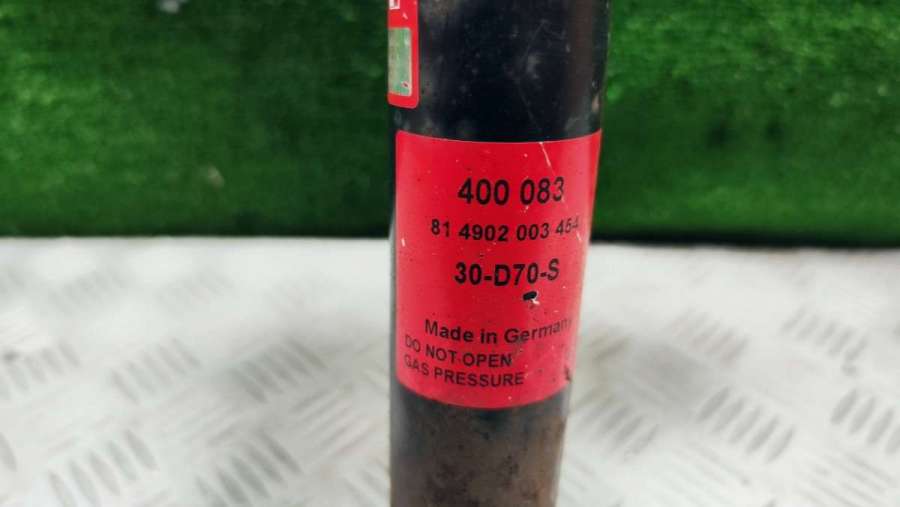 400 083
81 4902 003 454
30-D70-S
Made in Germany
DO NOT OPEN
GAS PRESSURE